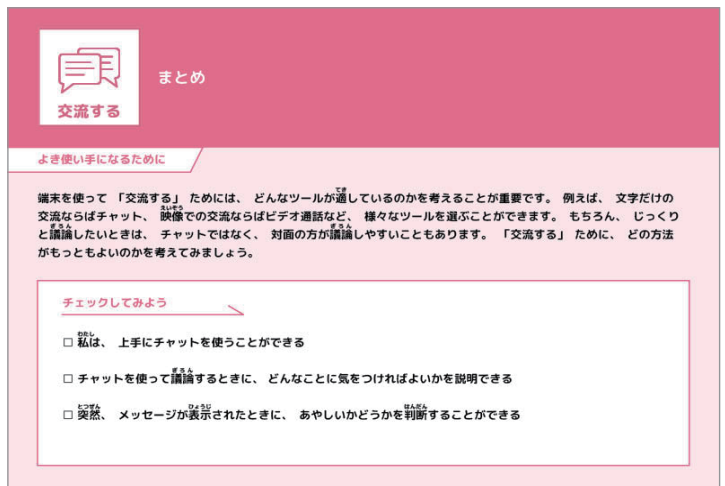 まとめ
交流する
よき使い手になるために
端末を使って 「交流する」 ためには、 どんなツールが適しているのかを考えることが重要です。 例えば、 文字だけの
交流ならばチャット、 映像での交流ならばビデオ通話など、 様々なツールを選ぶことができます。 もちろん、 じっくり
と議論したいときは、 チャットではなく、 対面の方が議論しやすいこともあります。 「交流する」 ために、 どの方法
がもっともよいのかを考えてみましょう。
チェックしてみよう
□ 私は、 上手にチャットを使うことができる
□ チャットを使って議論するときに、 どんなことに気をつければよいかを説明できる
□ 突然、 メッセージが表示されたときに、 あやしいかどうかを判断することができる